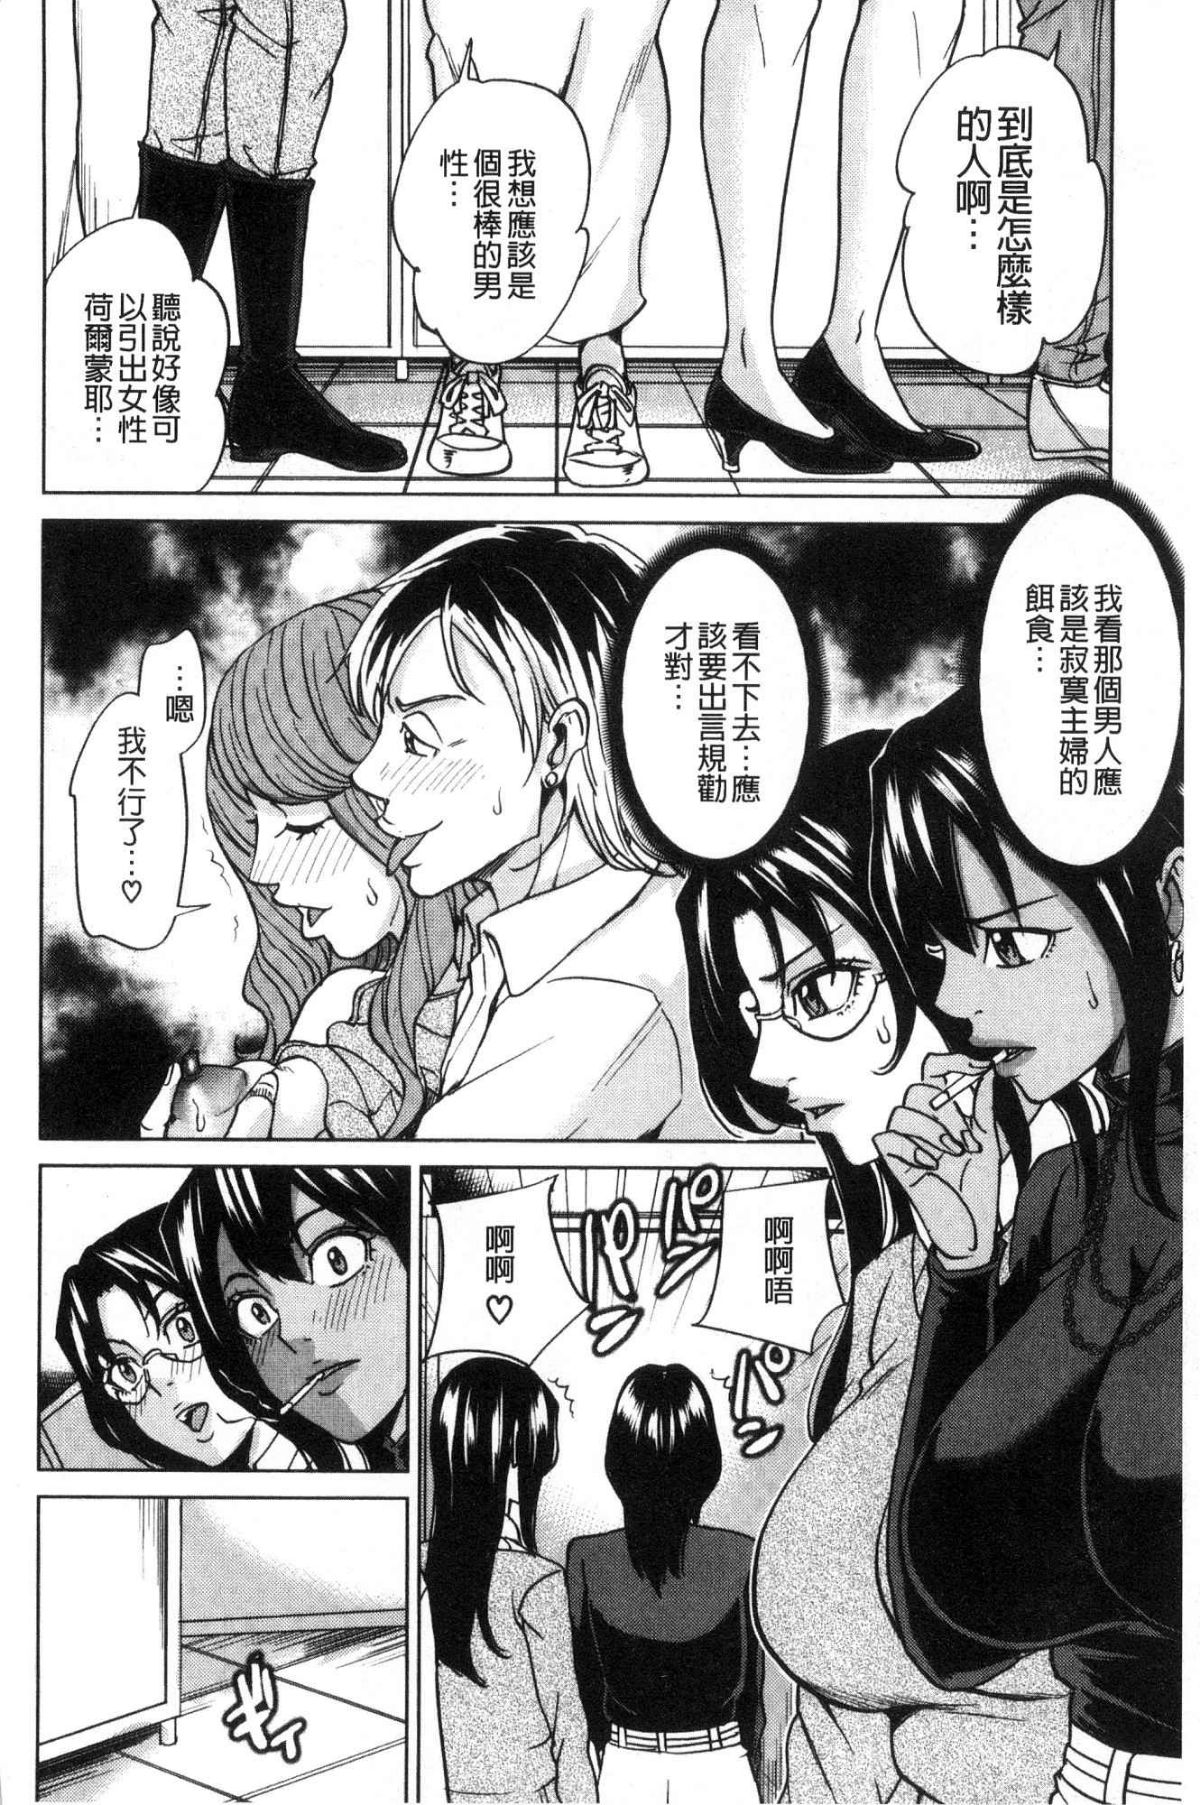 到底是怎麼樣
的人啊…
我想應該是
個很棒的男
性…
聽說好像可
以引出女性
荷爾蒙耶…
我看那個男人應
該是寂寞主婦的
餌食…
看不下去…應
該要出言規勸
才對…
…嗯
我不行了…♡
啊啊唔
パン
パン
パン
啊
啊
♡
ギィ